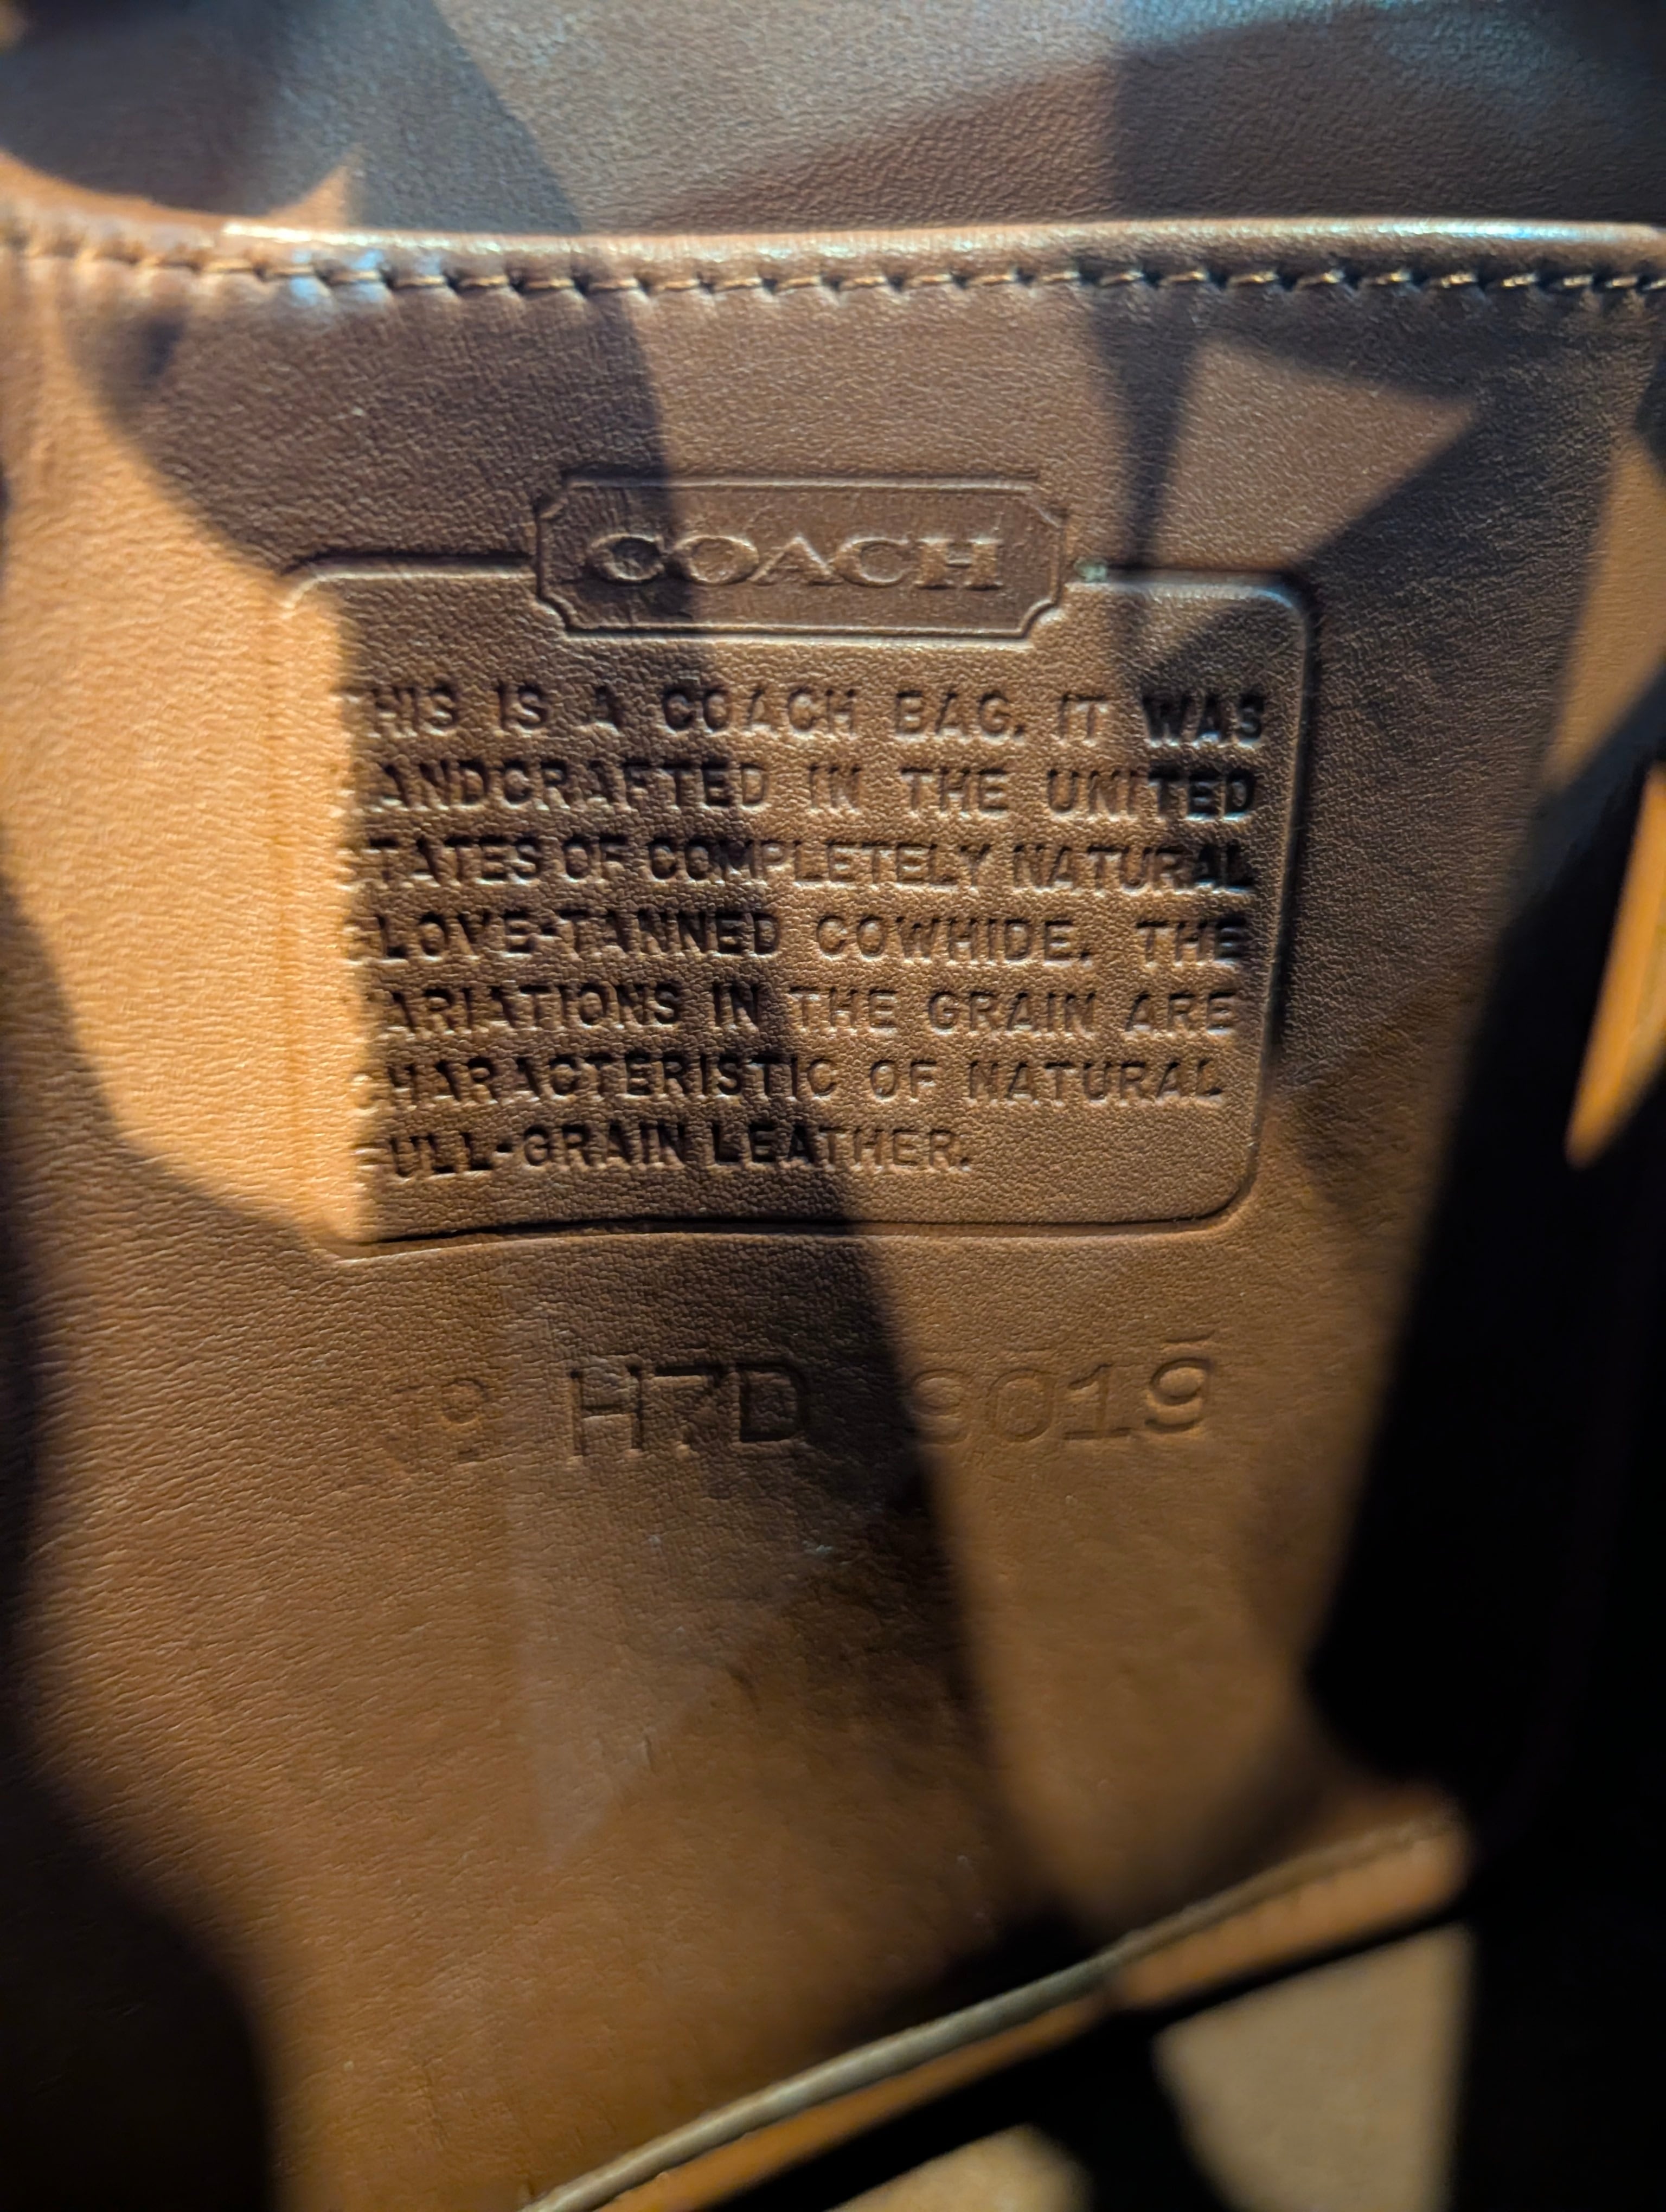 COACH
THIS IS A COACH BAG. IT WAS
HANDCRAFTED IN THE UNITED
STATES OF COMPLETELY NATURAL
GLOVE-TANNED COWHIDE. THE
VARIATIONS IN THE GRAIN ARE
CHARACTERISTIC OF NATURAL
FULL-GRAIN LEATHER.
Nº H7D 9019